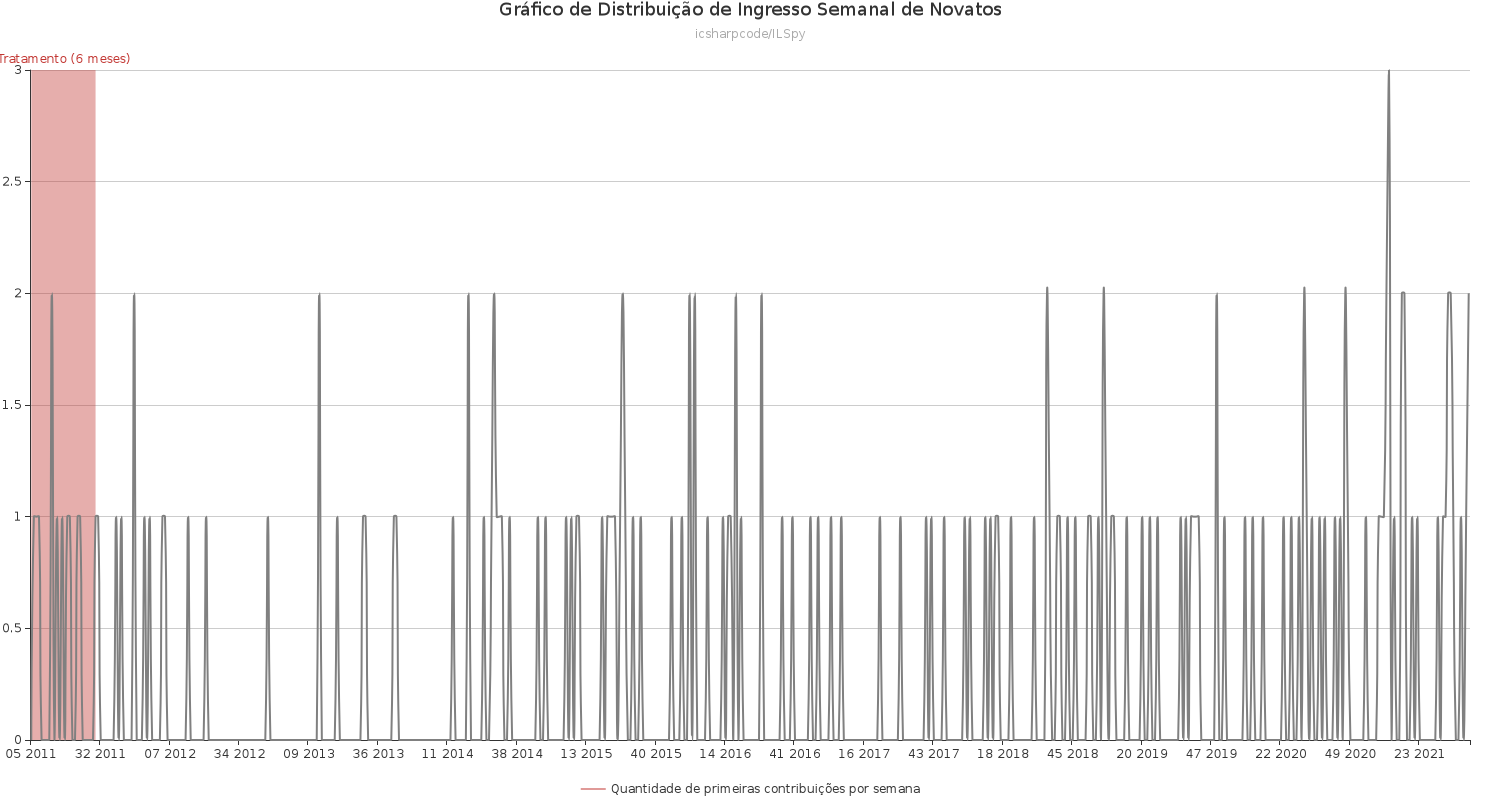 Gráfico de Distribuição de Ingresso Semanal de Novatos
icsharpcode/ILSpy
Tratamento (6 meses)
3
2.5
2
1.5
1
0.5
0
05 2011 32 2011 07 2012 34 2012 09 2013 36 2013 11 2014 38 2014 13 2015 40 2015 14 2016 41 2016 16 2017 43 2017 18 2018 45 2018 20 2019 47 2019 22 2020 49 2020 23 2021
Quantidade de primeiras contribuições por semana